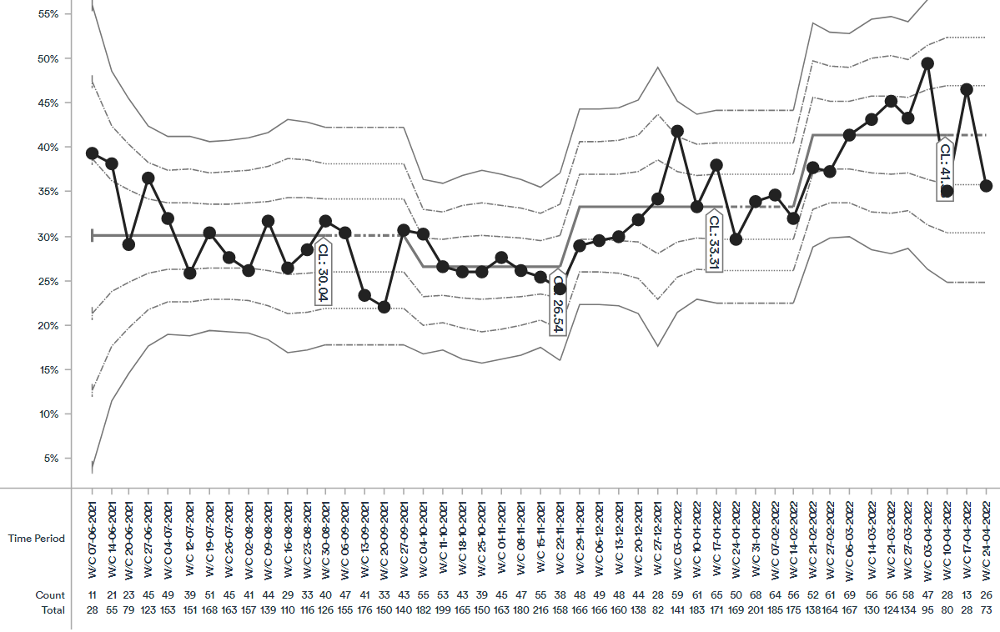 55%
50%
45%
40%
35%
30%
25%
20%
15%
10%
5%
CL: 30.04
26.54
CL: 33.31
CL: 41.
Time Period
W/C 07-06-2021 W/C 14-06-2021 W/C 20-06-2021 W/C 27-06-2021 W/C 04-07-2021 W/C 12-07-2021 W/C 19-07-2021 W/C 26-07-2021 W/C 02-08-2021 W/C 09-08-2021 W/C 16-08-2021 W/C 23-08-2021 W/C 30-08-2021 W/C 06-09-2021 W/C 13-09-2021 W/C 20-09-2021 W/C 27-09-2021 W/C 04-10-2021 W/C 11-10-2021 W/C 18-10-2021 W/C 25-10-2021 W/C 01-11-2021 W/C 08-11-2021 W/C 15-11-2021 W/C 22-11-2021 W/C 29-11-2021 W/C 06-12-2021 W/C 13-12-2021 W/C 20-12-2021 W/C 27-12-2021 W/C 03-01-2022 W/C 10-01-2022 W/C 17-01-2022 W/C 24-01-2022 W/C 31-01-2022 W/C 07-02-2022 W/C 14-02-2022 W/C 21-02-2022 W/C 27-02-2022 W/C 06-03-2022 W/C 14-03-2022 W/C 21-03-2022 W/C 27-03-2022 W/C 03-04-2022 W/C 10-04-2022 W/C 17-04-2022 W/C 24-04-2022
Count 11 21 23 45 49 39 51 45 41 44 29 33 40 47 41 33 43 55 53 43 39 45 47 55 38 48 49 48 44 28 59 61 65 50 68 64 56 52 61 69 56 56 58 47 28 13 26
Total 28 55 79 123 153 151 168 163 157 139 110 116 126 155 176 150 140 182 199 165 150 163 180 216 158 166 166 160 138 82 141 183 171 169 201 185 175 138 164 167 130 124 134 95 80 28 73